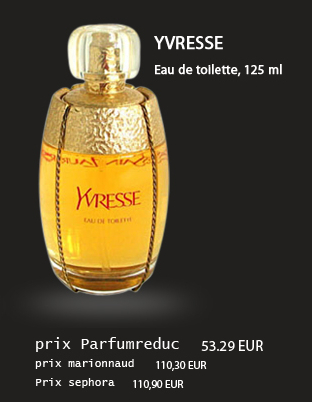 YVRESSE
Eau de toilette, 125 ml
YVRESSE
EAU DE TOILETTE
prix Parfumreduc 53.29 EUR
prix marionnaud 110,30 EUR
Prix sephora 110,90 EUR